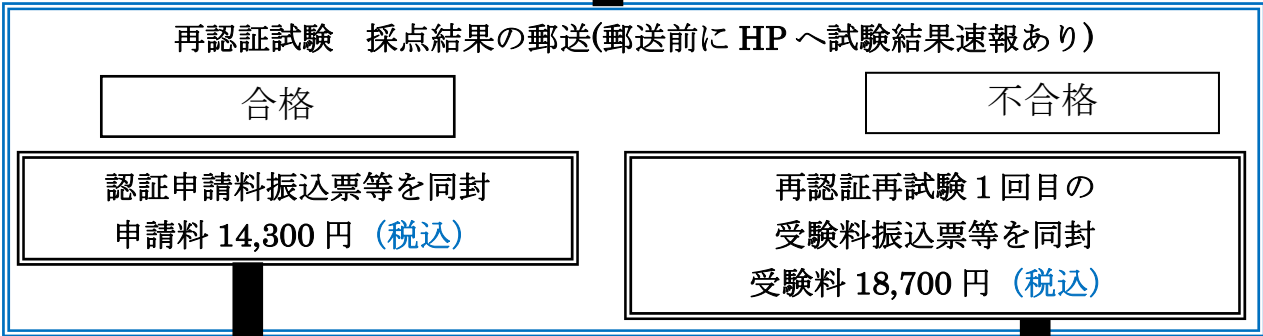 再認証試験　採点結果の郵送(郵送前に HP へ試験結果速報あり)
合格
不合格
認証申請料振込票等を同封
申請料 14,300 円（税込）
再認証再試験 1 回目の
受験料振込票等を同封
受験料 18,700 円（税込）